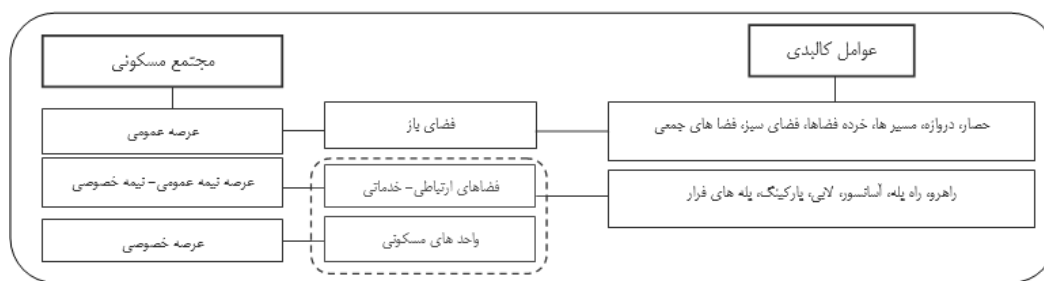 عوامل کالبدی
مجتمع مسکونی
حصار، دروازه، مسیر ها، خرده فضاها، فضای سبز، فضا های جمعی
فضای باز
عرصه عمومی
راهرو، راه پله، آسانسور، لابی، پارکینگ، پله های فرار
فضاهای ارتباطی- خدماتی
عرصه نیمه عمومی- نیمه خصوصی
واحد های مسکونی
عرصه خصوصی